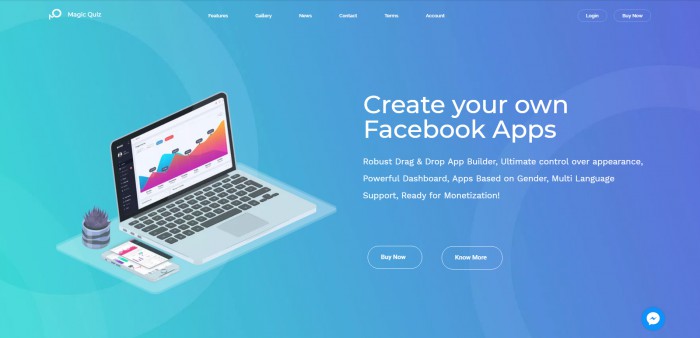 Magic Quiz
Features
Gallery
News
Contact
Terms
Account
Login
Buy Now
Create your own
Facebook Apps
Robust Drag & Drop App Builder, Ultimate control over appearance,
Powerful Dashboard, Apps Based on Gender, Multi Language
Support, Ready for Monetization!
Buy Now
Know More